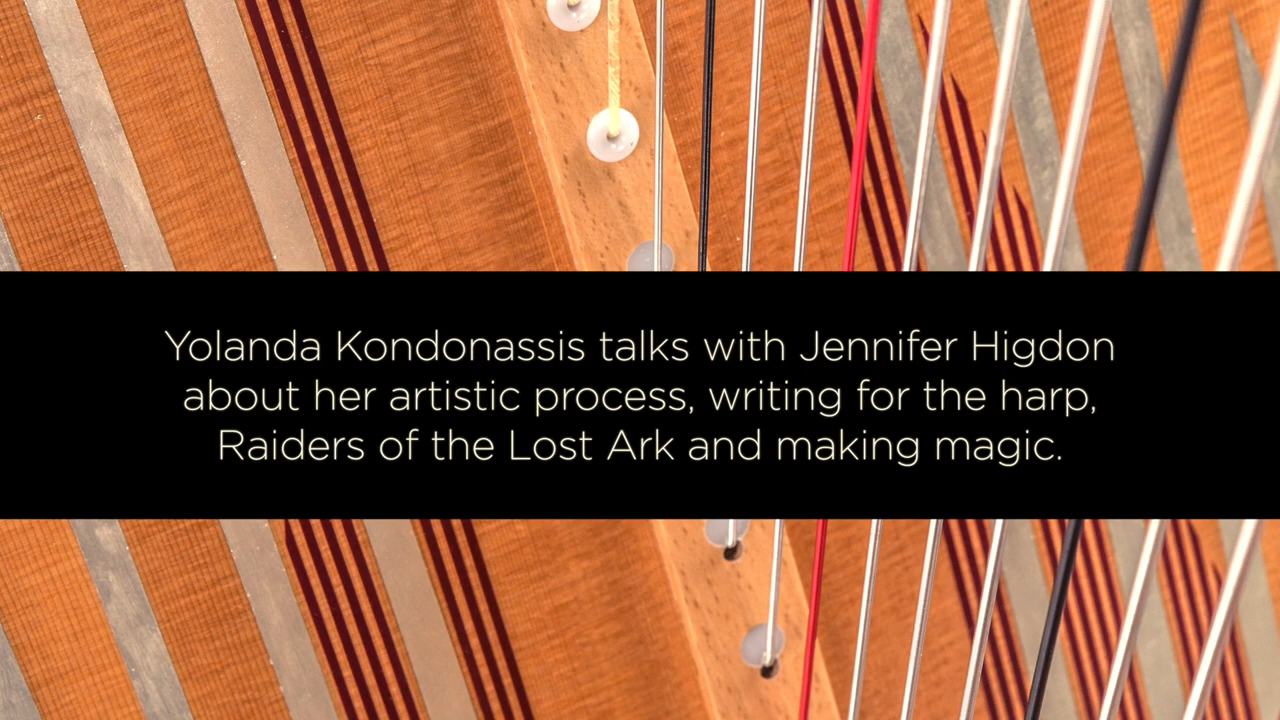 Yolanda Kondonassis talks with Jennifer Higdon
about her artistic process, writing for the harp,
Raiders of the Lost Ark and making magic.